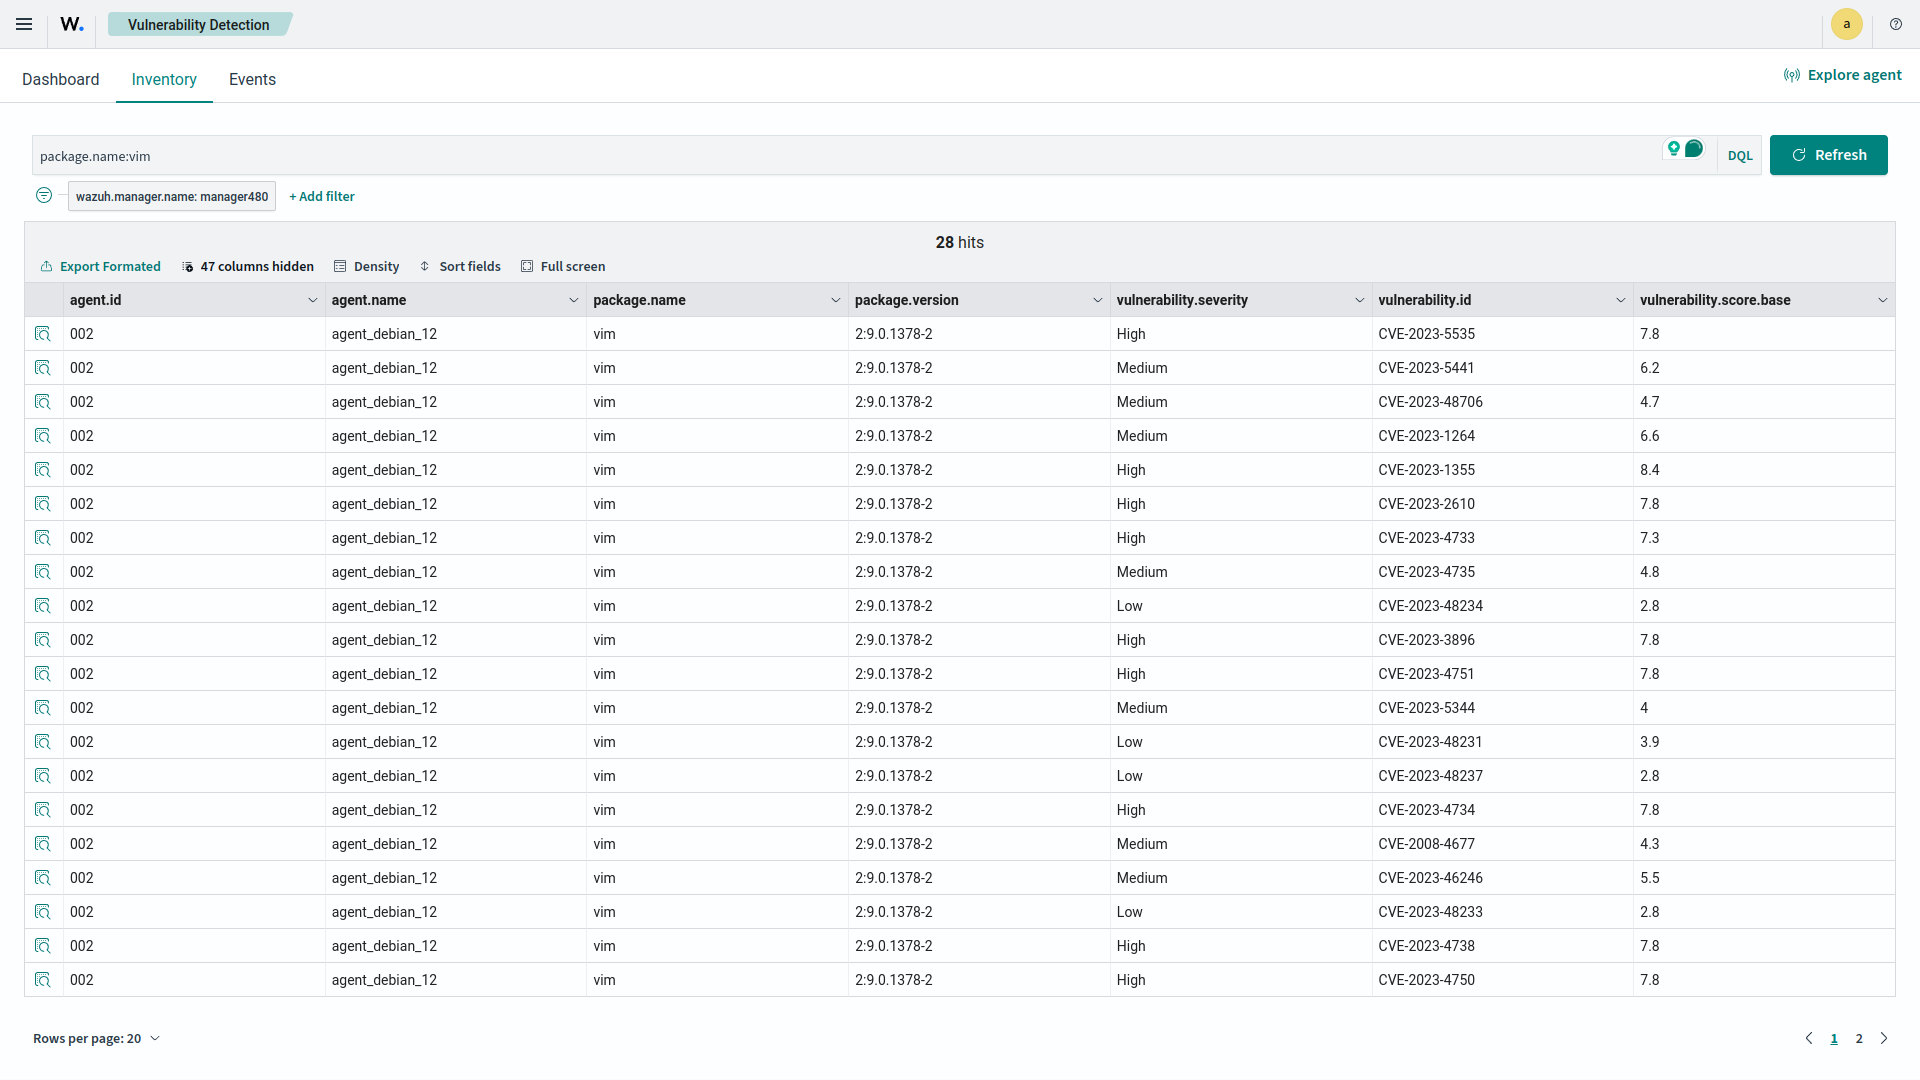 W. Vulnerability Detection a
Dashboard Inventory Events Explore agent
package.name:vim DQL Refresh
wazuh.manager.name: manager480 + Add filter
28 hits
Export Formated 47 columns hidden Density Sort fields Full screen
agent.id agent.name package.name package.version vulnerability.severity vulnerability.id vulnerability.score.base
002 agent_debian_12 vim 2:9.0.1378-2 High CVE-2023-5535 7.8
002 agent_debian_12 vim 2:9.0.1378-2 Medium CVE-2023-5441 6.2
002 agent_debian_12 vim 2:9.0.1378-2 Medium CVE-2023-48706 4.7
002 agent_debian_12 vim 2:9.0.1378-2 Medium CVE-2023-1264 6.6
002 agent_debian_12 vim 2:9.0.1378-2 High CVE-2023-1355 8.4
002 agent_debian_12 vim 2:9.0.1378-2 High CVE-2023-2610 7.8
002 agent_debian_12 vim 2:9.0.1378-2 High CVE-2023-4733 7.3
002 agent_debian_12 vim 2:9.0.1378-2 Medium CVE-2023-4735 4.8
002 agent_debian_12 vim 2:9.0.1378-2 Low CVE-2023-48234 2.8
002 agent_debian_12 vim 2:9.0.1378-2 High CVE-2023-3896 7.8
002 agent_debian_12 vim 2:9.0.1378-2 High CVE-2023-4751 7.8
002 agent_debian_12 vim 2:9.0.1378-2 Medium CVE-2023-5344 4
002 agent_debian_12 vim 2:9.0.1378-2 Low CVE-2023-48231 3.9
002 agent_debian_12 vim 2:9.0.1378-2 Low CVE-2023-48237 2.8
002 agent_debian_12 vim 2:9.0.1378-2 High CVE-2023-4734 7.8
002 agent_debian_12 vim 2:9.0.1378-2 Medium CVE-2008-4677 4.3
002 agent_debian_12 vim 2:9.0.1378-2 Medium CVE-2023-46246 5.5
002 agent_debian_12 vim 2:9.0.1378-2 Low CVE-2023-48233 2.8
002 agent_debian_12 vim 2:9.0.1378-2 High CVE-2023-4738 7.8
002 agent_debian_12 vim 2:9.0.1378-2 High CVE-2023-4750 7.8
Rows per page: 20 1 2